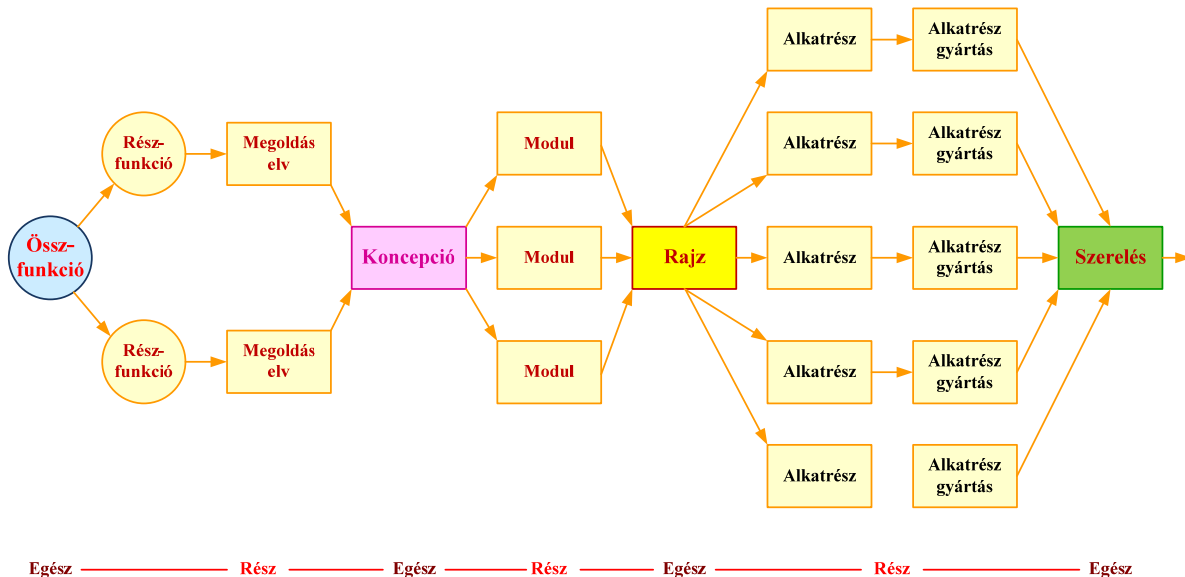 Össz-
funkció
Rész-
funkció
Rész-
funkció
Megoldás
elv
Megoldás
elv
Koncepció
Modul
Modul
Modul
Rajz
Alkatrész
Alkatrész
Alkatrész
Alkatrész
Alkatrész
Alkatrész
gyártás
Alkatrész
gyártás
Alkatrész
gyártás
Alkatrész
gyártás
Alkatrész
gyártás
Szerelés
Egész Rész Egész Rész Egész Rész Egész